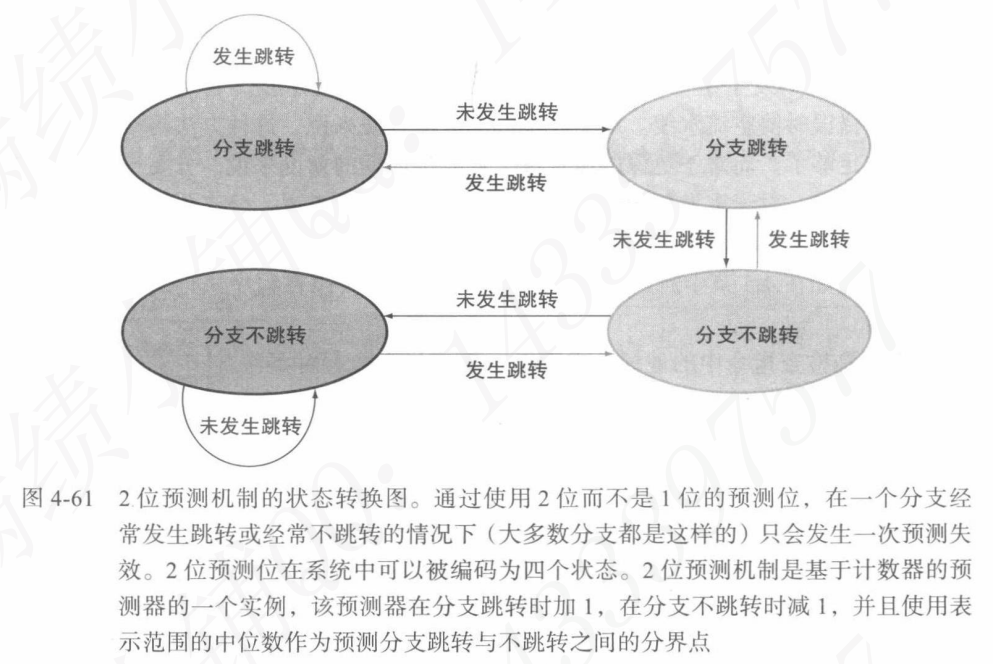 发生跳转
未发生跳转
分支跳转
分支跳转
发生跳转
未发生跳转
发生跳转
未发生跳转
分支不跳转
分支不跳转
发生跳转
未发生跳转
图 4-61 2位预测机制的状态转换图。通过使用2位而不是1位的预测位，在一个分支经
常发生跳转或经常不跳转的情况下（大多数分支都是这样的）只会发生一次预测失
效。2位预测位在系统中可以被编码为四个状态。2位预测机制是基于计数器的预
测器的一个实例，该预测器在分支跳转时加1，在分支不跳转时减1，并且使用表
示范围的中位数作为预测分支跳转与不跳转之间的分界点